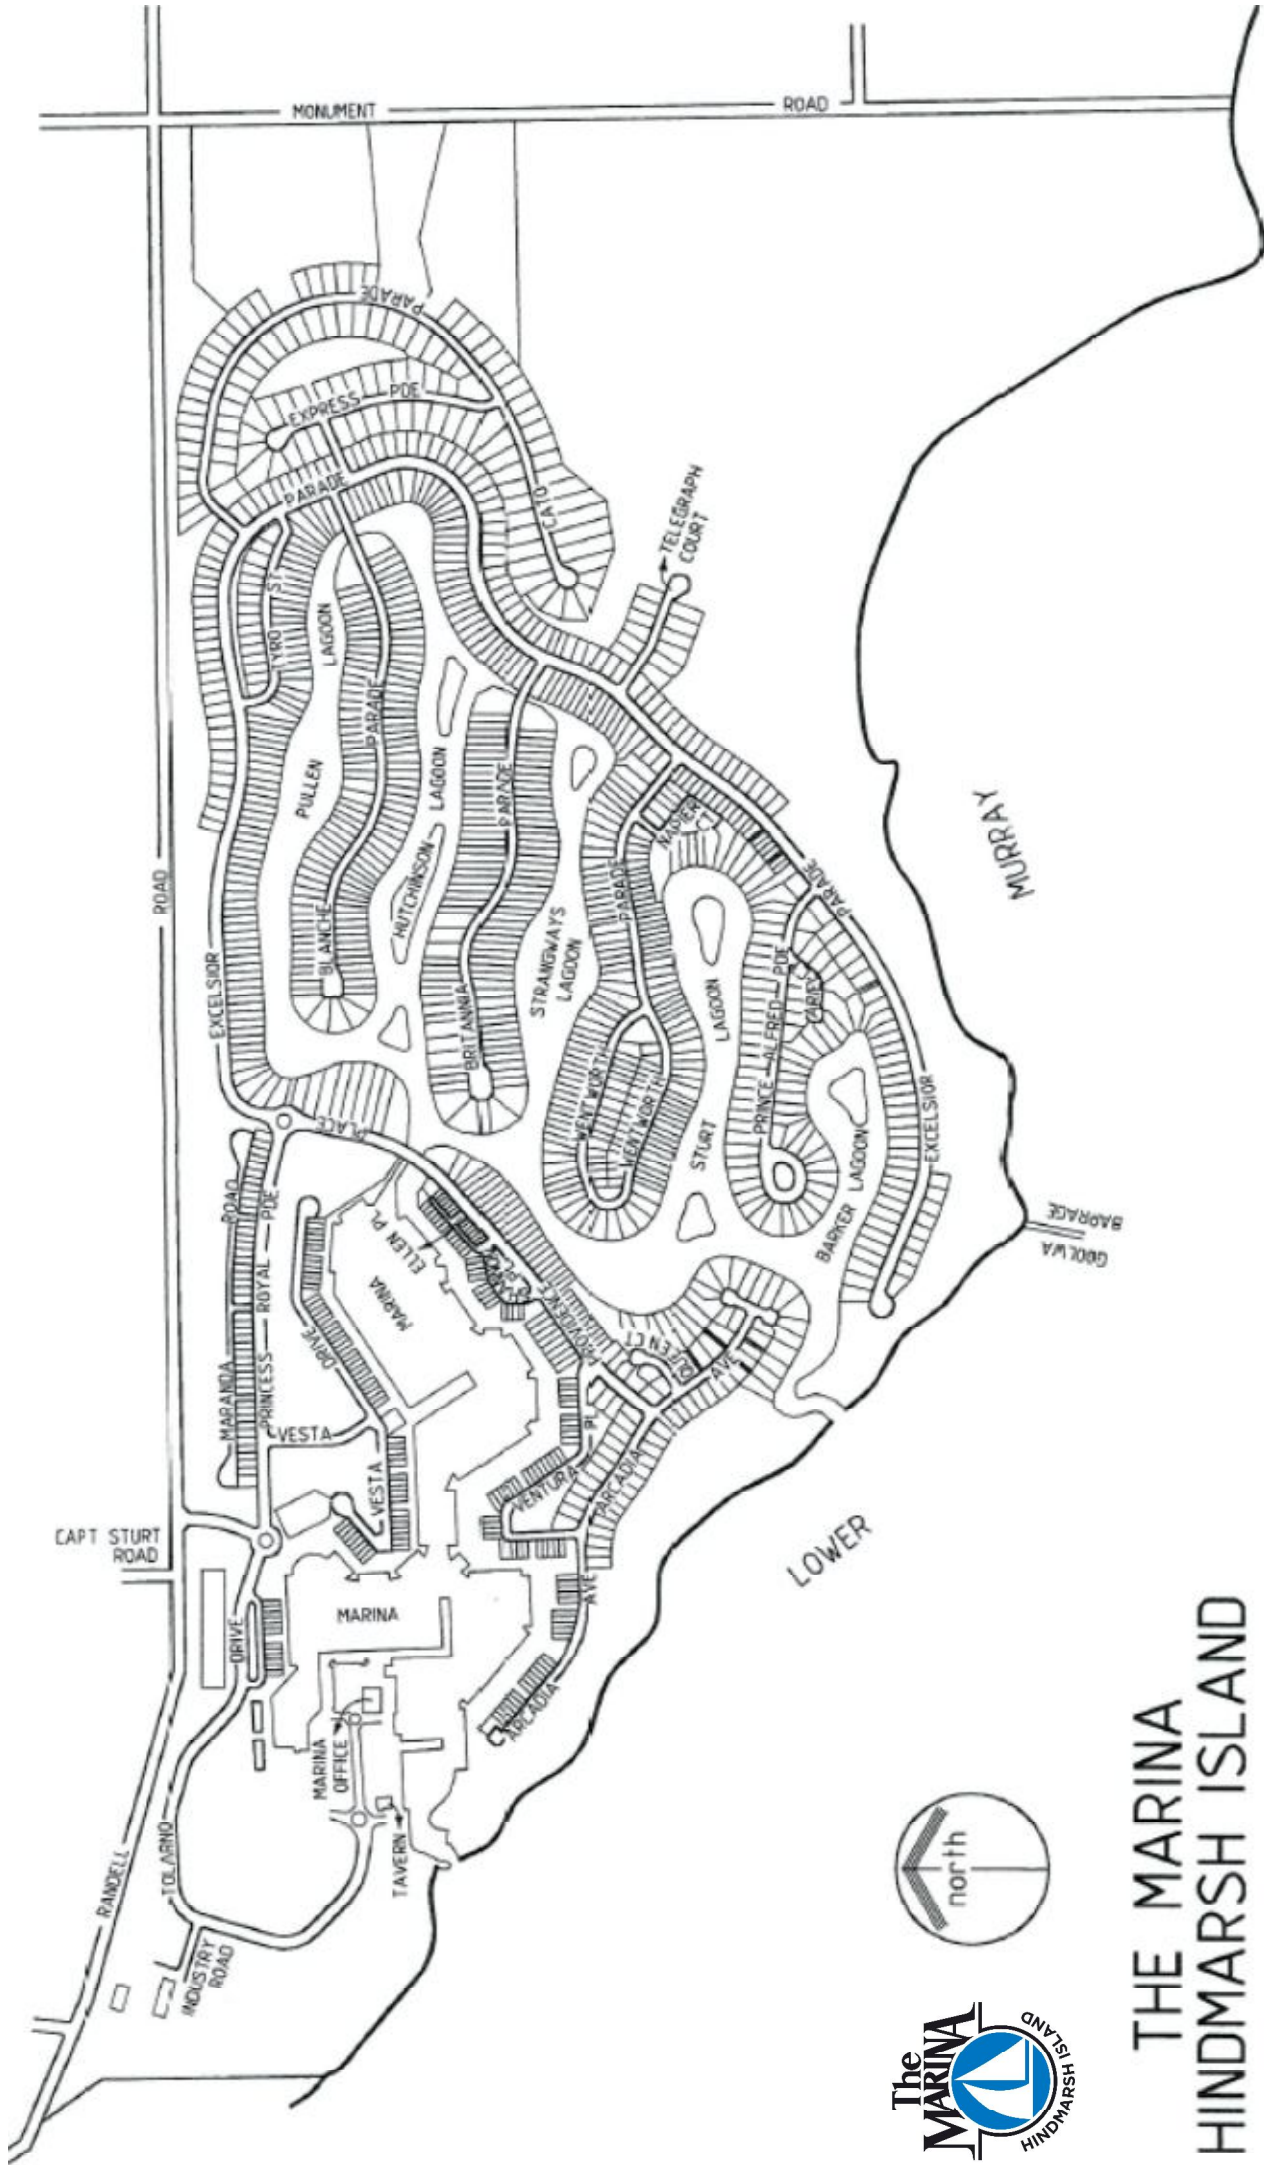 MONUMENT ROAD
PARADE
EXPRESS PDE
PARADE
CATO
TELEGRAPH
COURT
TYRO ST
LAGOON
PULLEN
PARADE
BLANCHE
LAGOON
HUTCHINSON
PARADE
BRITANNIA
STRANGWAYS
LAGOON
NAPIER
PARADE
PARADE
WENTWORTH
WENTWORTH
LAGOON
STURT
PRINCE ALFRED PDE
BARKER LAGOON
EXCELSIOR
MURRAY
GOOLWA
BARRAGE
ROAD
EXCELSIOR
PLACE
ROAD
MARANDA
PRINCESS ROYAL PDE
ELLEN PL
MARINA
DRIVE
VESTA
VESTA
PROVIDENCE
QUEEN CT
AVE
PL
VENTURA
ARCADIA
AVE
ARCADIA
LOWER
CAPT STURT
ROAD
MARINA
DRIVE
MARINA
OFFICE
TAVERN
TOLARNO
RANDELL
INDUSTRY
ROAD
north
The
MARINA
HINDMARSH ISLAND
THE MARINA
HINDMARSH ISLAND